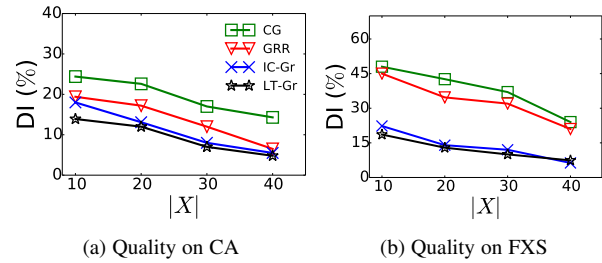 40
30
20
10
0
DI (%)
CG
GRR
IC-Gr
LT-Gr
10 20 30 40
|X|
(a) Quality on CA
60
45
30
15
0
DI (%)
10 20 30 40
|X|
(b) Quality on FXS